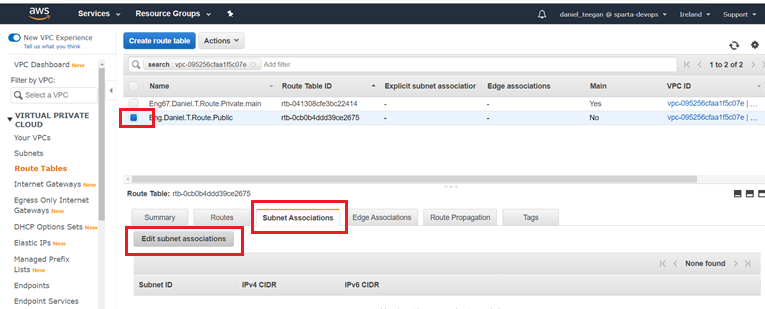 aws Services Resource Groups daniel_teegan @ sparta-devops Ireland Support
New VPC Experience
Tell us what you think
VPC Dashboard New
Filter by VPC:
Select a VPC
VIRTUAL PRIVATE CLOUD
Your VPCs
Subnets
Route Tables
Internet Gateways New
Egress Only Internet Gateways New
DHCP Options Sets New
Elastic IPs New
Managed Prefix Lists New
Endpoints
Endpoint Services
Create route table Actions
search : vpc-095256cfaa1f5c07e Add filter 1 to 2 of 2
Name Route Table ID Explicit subnet association Edge associations Main VPC ID
Eng67.Daniel.T.Route.Private.main rtb-041308cfe3bc22414 - - Yes vpc-095256cfaa1f5c07e | ...
Eng.Daniel.T.Route.Public rtb-0cb0b4ddd39ce2675 - - No vpc-095256cfaa1f5c07e | ...
Route Table: rtb-0cb0b4ddd39ce2675
Summary Routes Subnet Associations Edge Associations Route Propagation Tags
Edit subnet associations
None found
Subnet ID IPv4 CIDR IPv6 CIDR